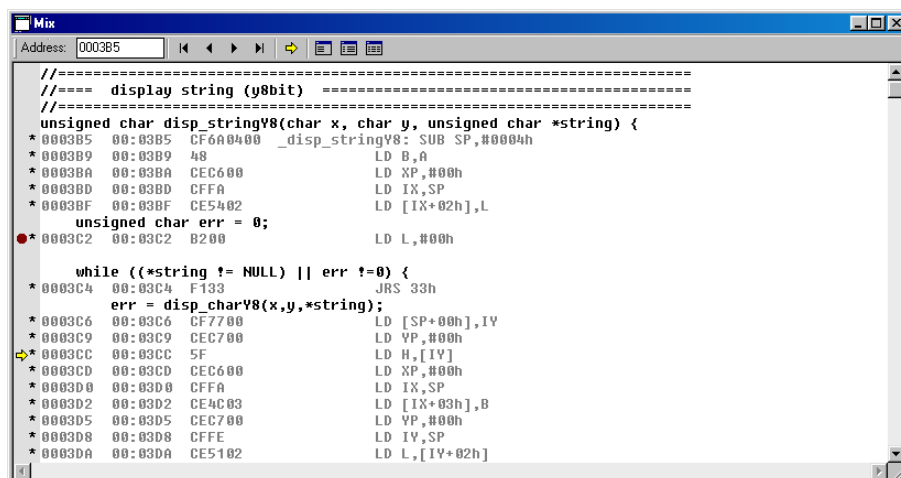 Mix
Address: 0003B5
//========================================================================
//====  display string (y8bit)  ==========================================
//========================================================================
unsigned char disp_stringY8(char x, char y, unsigned char *string) {
* 0003B5  00:03B5  CF6A0400  _disp_stringY8: SUB SP,#0004h
* 0003B9  00:03B9  48  LD B,A
* 0003BA  00:03BA  CEC600  LD XP,#00h
* 0003BD  00:03BD  CFFA  LD IX,SP
* 0003BF  00:03BF  CE5402  LD [IX+02h],L
unsigned char err = 0;
* 0003C2  00:03C2  B200  LD L,#00h
while ((*string != NULL) || err !=0) {
* 0003C4  00:03C4  F133  JRS 33h
err = disp_charY8(x,y,*string);
* 0003C6  00:03C6  CF7700  LD [SP+00h],IY
* 0003C9  00:03C9  CEC700  LD YP,#00h
* 0003CC  00:03CC  5F  LD H,[IY]
* 0003CD  00:03CD  CEC600  LD XP,#00h
* 0003D0  00:03D0  CFFA  LD IX,SP
* 0003D2  00:03D2  CE4C03  LD [IX+03h],B
* 0003D5  00:03D5  CEC700  LD YP,#00h
* 0003D8  00:03D8  CFFE  LD IY,SP
* 0003DA  00:03DA  CE5102  LD L,[IY+02h]